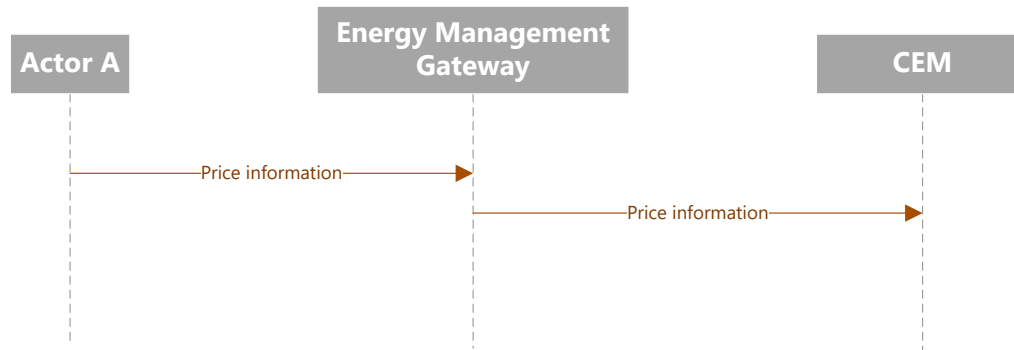 Actor A
Energy Management
Gateway
CEM
Price information
Price information